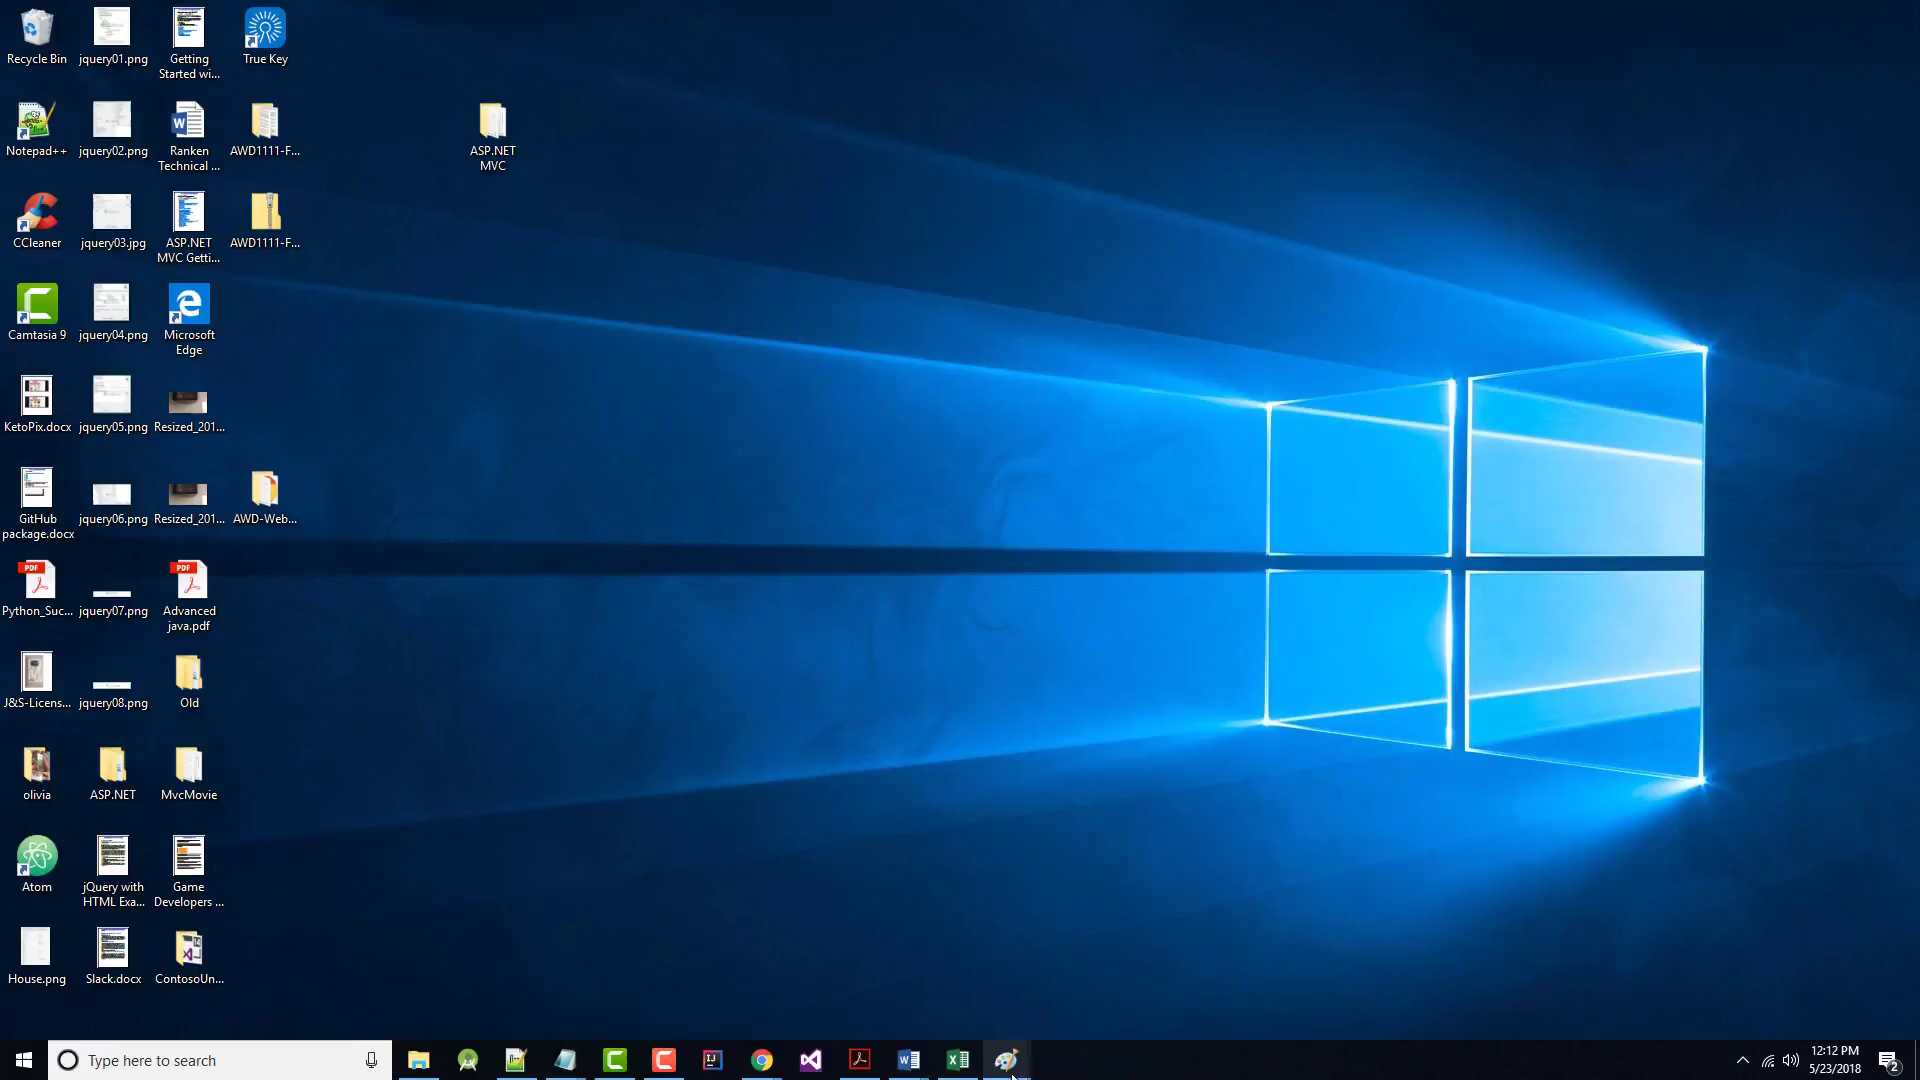 Recycle Bin
jquery01.png
Getting
Started wi...
True Key
Notepad++
jquery02.png
Ranken
Technical ...
AWD1111-F...
ASP.NET
MVC
CCleaner
jquery03.jpg
ASP.NET
MVC Getti...
AWD1111-F...
Camtasia 9
jquery04.png
Microsoft
Edge
KetoPix.docx
jquery05.png
Resized_201...
GitHub
package.docx
jquery06.png
Resized_201...
AWD-Web...
PDF
Python_Suc...
jquery07.png
PDF
Advanced
java.pdf
J&S-Licens...
jquery08.png
Old
olivia
ASP.NET
MvcMovie
Atom
jQuery with
HTML Exa...
Game
Developers ...
House.png
Slack.docx
ContosoUn...
Type here to search
12:12 PM
5/23/2018
2